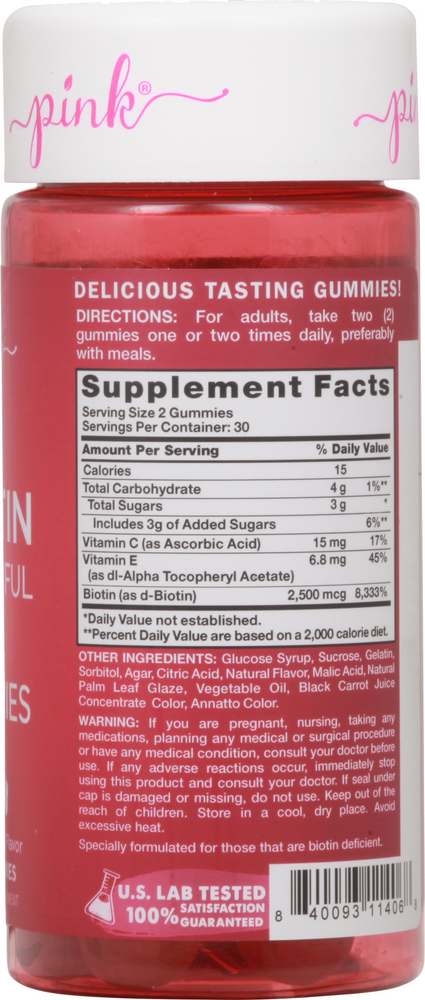 pink®
pi
DELICIOUS TASTING GUMMIES!
DIRECTIONS: For adults, take two (2)
gummies one or two times daily, preferably
with meals.
Supplement Facts
Serving Size 2 Gummies
Servings Per Container: 30
Amount Per Serving % Daily Value
Calories 15
Total Carbohydrate 4 g 1%**
Total Sugars 3 g *
Includes 3g of Added Sugars 6%**
Vitamin C (as Ascorbic Acid) 15 mg 17%
Vitamin E 6.8 mg 45%
(as dl-Alpha Tocopheryl Acetate)
Biotin (as d-Biotin) 2,500 mcg 8,333%
*Daily Value not established.
**Percent Daily Value are based on a 2,000 calorie diet.
OTHER INGREDIENTS: Glucose Syrup, Sucrose, Gelatin,
Sorbitol, Agar, Citric Acid, Natural Flavor, Malic Acid, Natural
Palm Leaf Glaze, Vegetable Oil, Black Carrot Juice
Concentrate Color, Annatto Color.
WARNING: If you are pregnant, nursing, taking any
medications, planning any medical or surgical procedure
or have any medical condition, consult your doctor before
use. If any adverse reactions occur, immediately stop
using this product and consult your doctor. If seal under
cap is damaged or missing, do not use. Keep out of the
reach of children. Store in a cool, dry place. Avoid
excessive heat.
Specially formulated for those that are biotin deficient.
U.S. LAB TESTED
100% SATISFACTION
GUARANTEED
8 40093 11406 8
TIN
FUL
IES
Flavor
IES
ENT